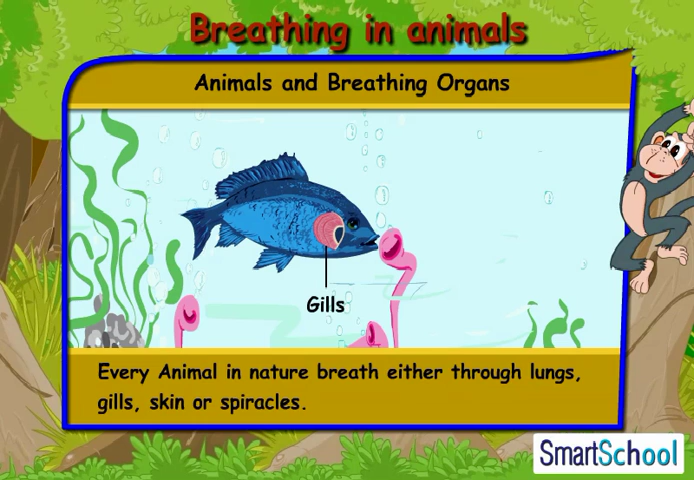 Breathing in animals
Animals and Breathing Organs
Gills
Every Animal in nature breath either through lungs,
gills, skin or spiracles.
SmartSchool